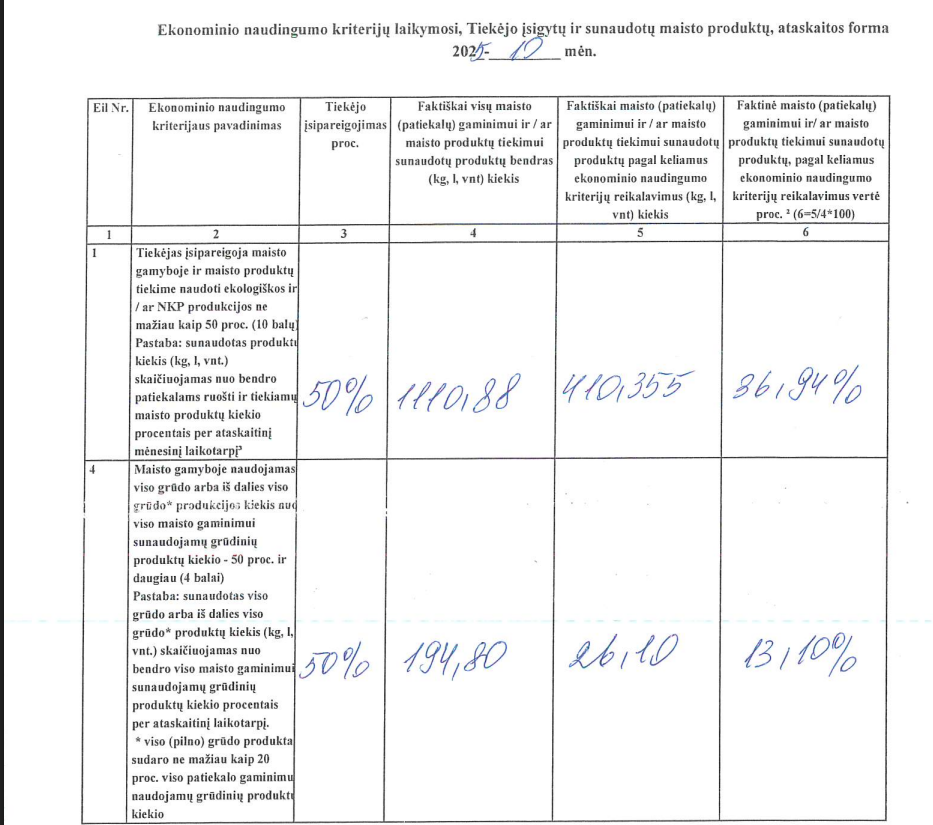 Ekonominio naudingumo kriterijų laikymosi, Tiekėjo įsigytų ir sunaudotų maisto produktų, ataskaitos forma
2025-10 mėn.
Eil Nr.
Ekonominio naudingumo
kriterijaus pavadinimas
Tiekėjo
įsipareigojimas
proc.
Faktiškai visų maisto
(patiekalų) gaminimui ir / ar
maisto produktų tiekimui
sunaudotų produktų bendras
(kg, l, vnt) kiekis
Faktiškai maisto (patiekalų)
gaminimui ir / ar maisto
produktų tiekimui sunaudotų
produktų pagal keliamus
ekonominio naudingumo
kriterijų reikalavimus (kg, l,
vnt) kiekis
Faktinė maisto (patiekalų)
gaminimui ir/ ar maisto
produktų tiekimui sunaudotų
produktų, pagal keliamus
ekonominio naudingumo
kriterijų reikalavimus vertė
proc. ² (6=5/4*100)
1
2
3
4
5
6
1
Tiekėjas įsipareigoja maisto
gamyboje ir maisto produktų
tiekime naudoti ekologiškos ir
/ ar NKP produkcijos ne
mažiau kaip 50 proc. (10 balų)
Pastaba: sunaudotas produktų
kiekis (kg, l, vnt.)
skaičiuojamas nuo bendro
patiekalams ruošti ir tiekiamų
maisto produktų kiekio
procentais per ataskaitinį
mėnesinį laikotarpį³
50%
1110,88
410,355
36,94%
4
Maisto gamyboje naudojamas
viso grūdo arba iš dalies viso
grūdo* produkcijos kiekis nuo
viso maisto gaminimui
sunaudojamų grūdinių
produktų kiekio - 50 proc. ir
daugiau (4 balai)
Pastaba: sunaudotas viso
grūdo arba iš dalies viso
grūdo* produktų kiekis (kg, l,
vnt.) skaičiuojamas nuo
bendro viso maisto gaminimui
sunaudojamų grūdinių
produktų kiekio procentais
per ataskaitinį laikotarpį.
* viso (pilno) grūdo produkta
sudaro ne mažiau kaip 20
proc. viso patiekalo gaminimu
naudojamų grūdinių produktų
kiekio
50%
194,80
26,10
13,10%